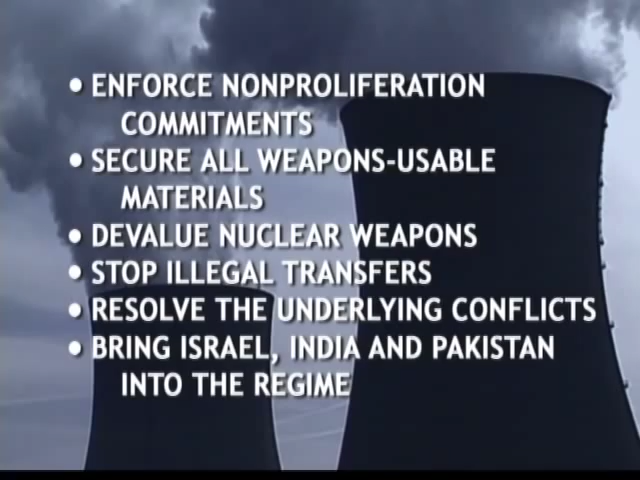 • ENFORCE NONPROLIFERATION
COMMITMENTS
• SECURE ALL WEAPONS-USABLE
MATERIALS
• DEVALUE NUCLEAR WEAPONS
• STOP ILLEGAL TRANSFERS
• RESOLVE THE UNDERLYING CONFLICTS
• BRING ISRAEL, INDIA AND PAKISTAN
INTO THE REGIME